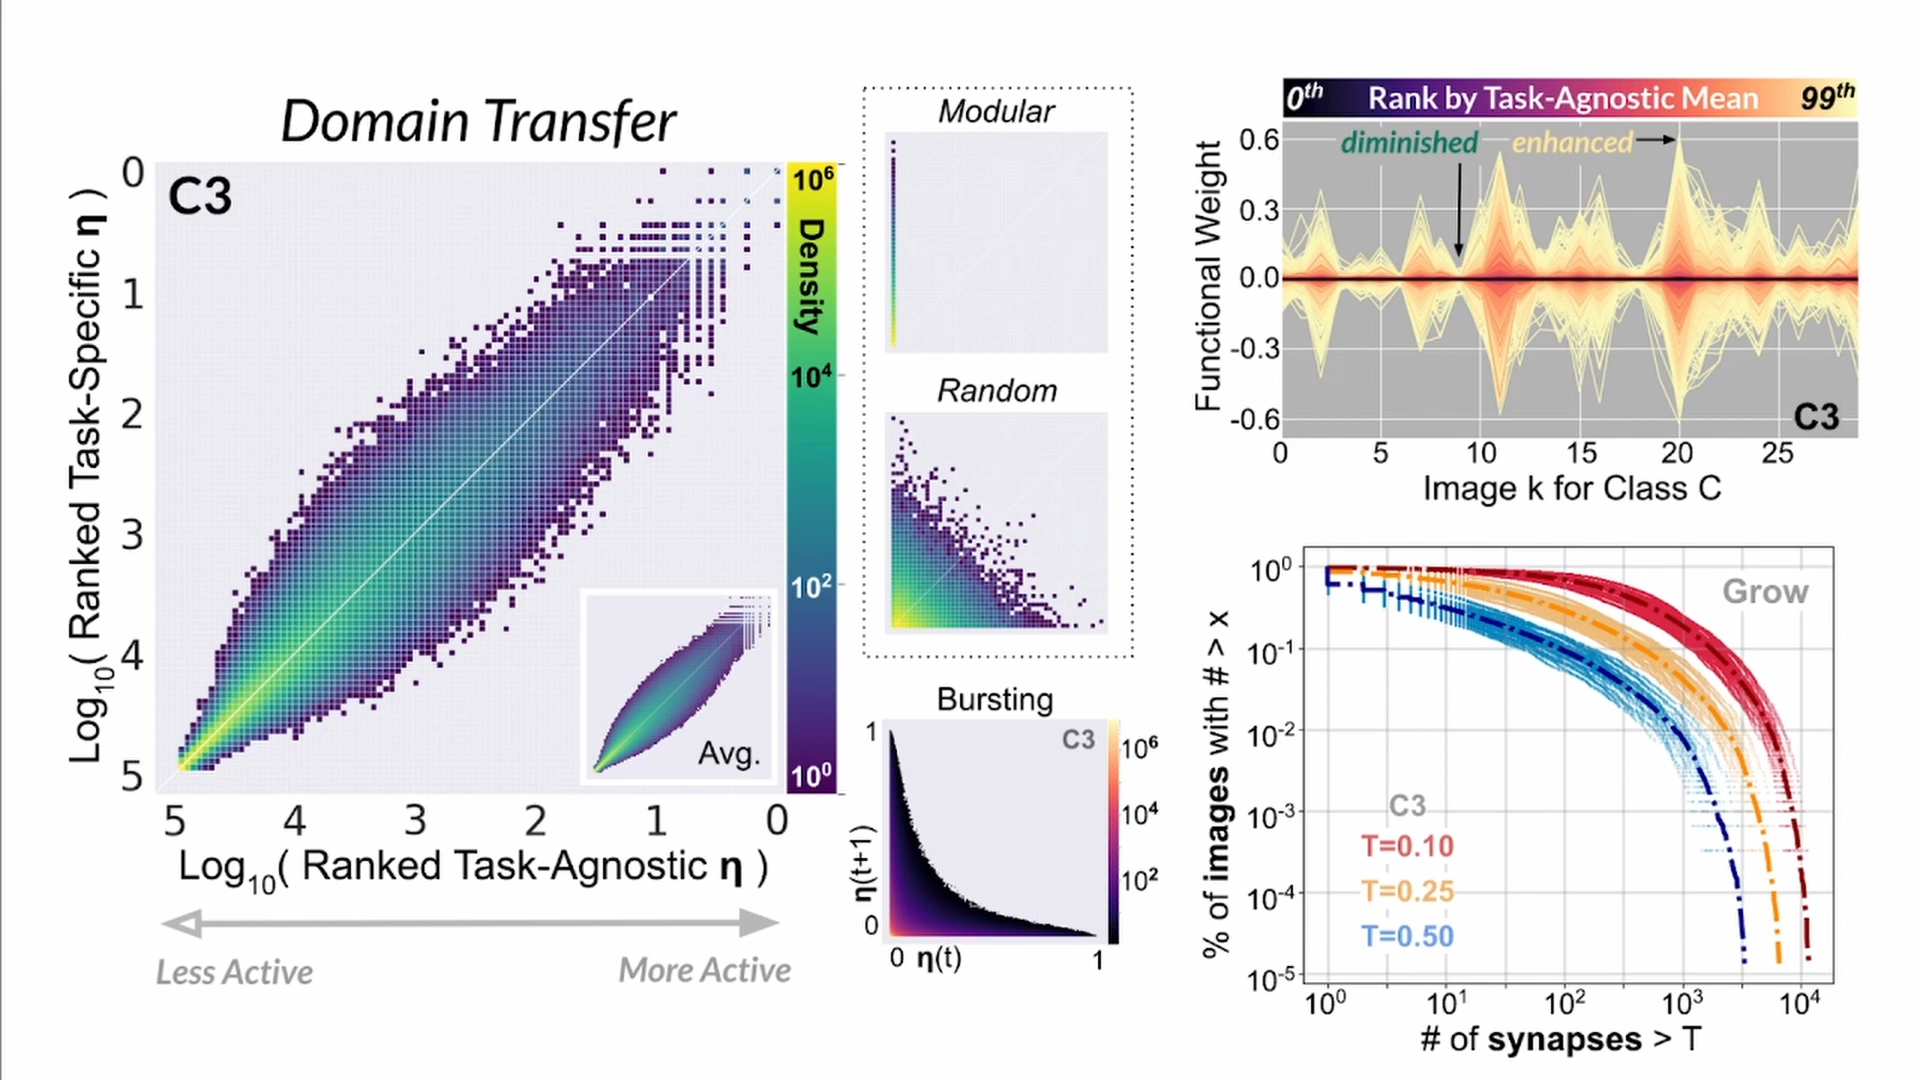 Domain Transfer
C3
0
1
2
3
4
5
Log10( Ranked Task-Specific η )
5
4
3
2
1
0
Log10( Ranked Task-Agnostic η )
Less Active
More Active
10^6
Density
10^4
10^2
10^0
Avg.
Modular
Random
Bursting
C3
1
0
η(t+1)
0
η(t)
1
10^6
10^4
10^2
0th
Rank by Task-Agnostic Mean
99th
diminished
enhanced
Functional Weight
0.6
0.3
0.0
-0.3
-0.6
C3
0
5
10
15
20
25
Image k for Class C
Grow
% of images with # > x
10^0
10^-1
10^-2
10^-3
10^-4
10^-5
C3
T=0.10
T=0.25
T=0.50
10^0
10^1
10^2
10^3
10^4
# of synapses > T